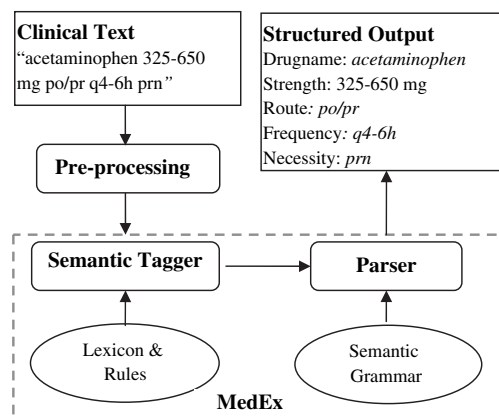 Clinical Text
“acetaminophen 325-650
mg po/pr q4-6h prn”
Pre-processing
Structured Output
Drugname: acetaminophen
Strength: 325-650 mg
Route: po/pr
Frequency: q4-6h
Necessity: prn
Semantic Tagger
Parser
Lexicon &
Rules
Semantic
Grammar
MedEx